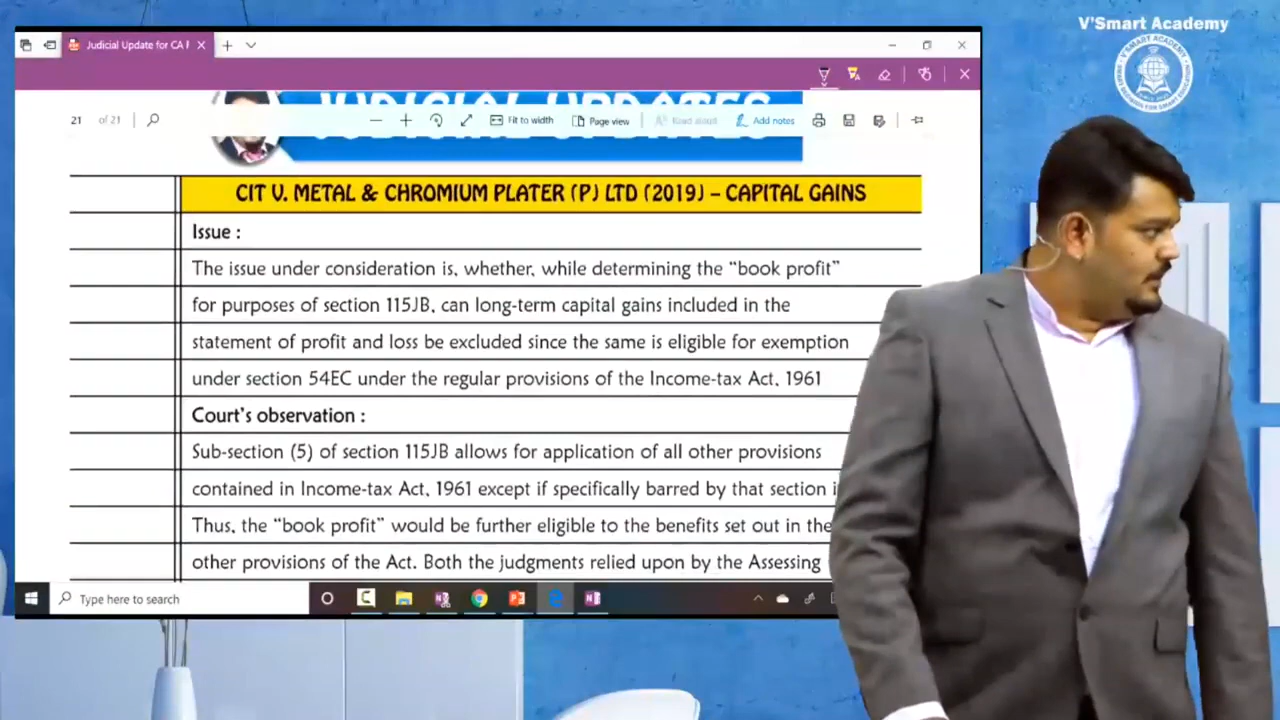 V'Smart Academy
Judicial Update for CA F
JUDICIAL UPDATES
21 of 21
Fit to width
Page view
Read aloud
Add notes
CIT V. METAL & CHROMIUM PLATER (P) LTD (2019) – CAPITAL GAINS
Issue :
The issue under consideration is, whether, while determining the “book profit”
for purposes of section 115JB, can long-term capital gains included in the
statement of profit and loss be excluded since the same is eligible for exemption
under section 54EC under the regular provisions of the Income-tax Act, 1961
Court's observation :
Sub-section (5) of section 115JB allows for application of all other provisions
contained in Income-tax Act, 1961 except if specifically barred by that section
Thus, the “book profit” would be further eligible to the benefits set out in the
other provisions of the Act. Both the judgments relied upon by the Assessing
Type here to search